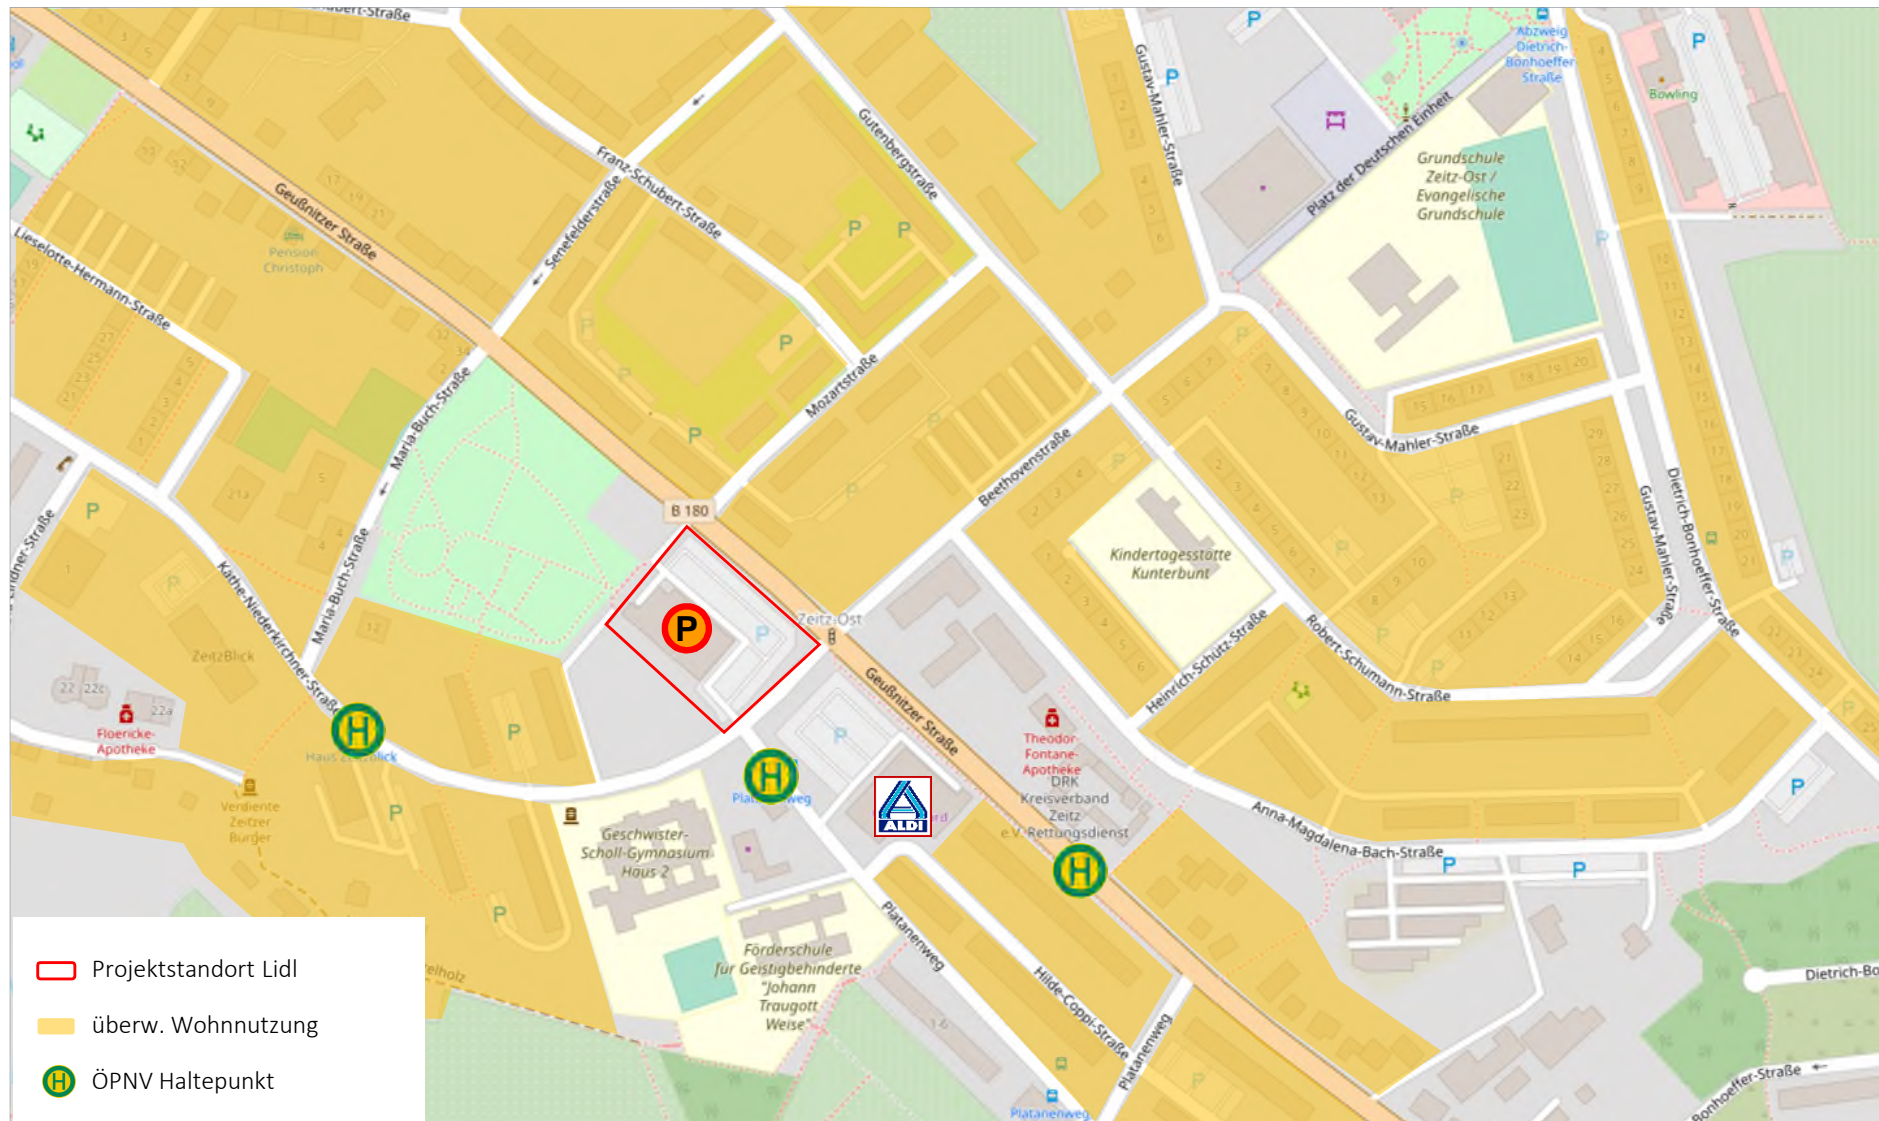 Abzweig
Dietrich-
Bonhoeffer
Straße
P
P
P
Bowling
Gustav-Mahler-Straße
Platz der Deutschen Einheit
Grundschule
Zeitz-Ost /
Evangelische
Grundschule
Gutenbergstraße
Franz-Schubert-Straße
Senefelderstraße
Geußnitzer Straße
Pension
Christoph
Lieselotte-Hermann-Straße
Mozartstraße
Maria-Buch-Straße
Beethovenstraße
Gustav-Mahler-Straße
Gustav-Mahler-Straße
Dietrich-Bonhoeffer-Straße
B 180
Kindertagesstätte
Kunterbunt
Maria-Buch-Straße
Käthe-Niederkirchner-Straße
ZeitzBlick
P
Zeitz-Ost
Heinrich-Schütz-Straße
Robert-Schumann-Straße
Geußnitzer Straße
22
22c
22a
Floericke-
Apotheke
H
H
Theodor-
Fontane-
Apotheke
DRK
Kreisverband
Zeitz
e.V. Rettungsdienst
ALDI
Verdiente
Zeitzer
Bürger
Geschwister-
Scholl-Gymnasium
Haus 2
H
Anna-Magdalena-Bach-Straße
Platanenweg
Förderschule
für Geistigbehinderte
"Johann
Traugott
Weise"
Hilde-Coppi-Straße
Platanenweg
Dietrich-Bo
Bonhoeffer-Straße
Platanenweg
Projektstandort Lidl
überw. Wohnnutzung
H ÖPNV Haltepunkt